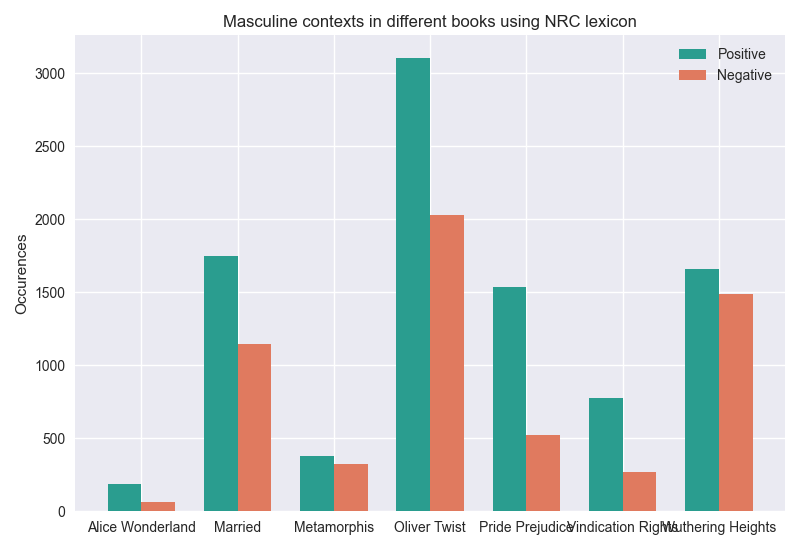 Masculine contexts in different books using NRC lexicon
Positive
Negative
Occurences
3000
2500
2000
1500
1000
500
0
Alice Wonderland Married Metamorphis Oliver Twist Pride Prejudice Vindication Rights Wuthering Heights